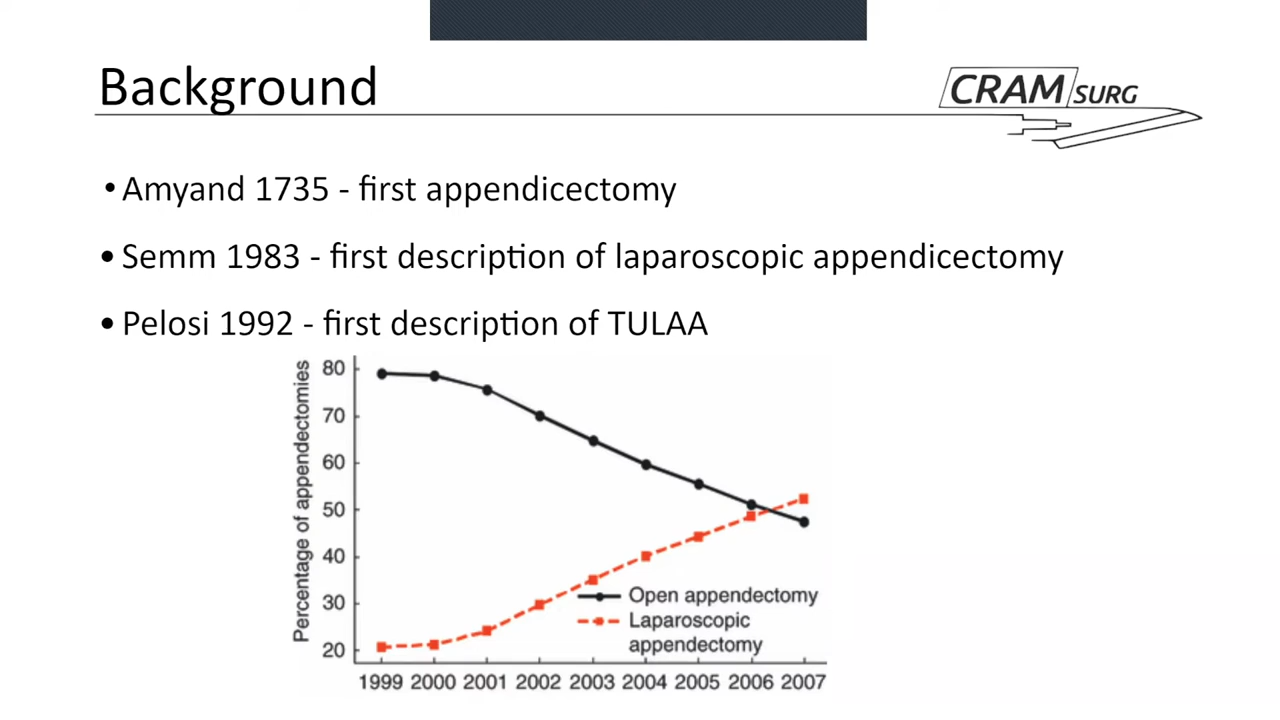 Background
CRAM SURG
• Amyand 1735 - first appendicectomy
• Semm 1983 - first description of laparoscopic appendicectomy
• Pelosi 1992 - first description of TULAA
Percentage of appendectomies
80
70
60
50
40
30
20
Open appendectomy
Laparoscopic
appendectomy
1999 2000 2001 2002 2003 2004 2005 2006 2007